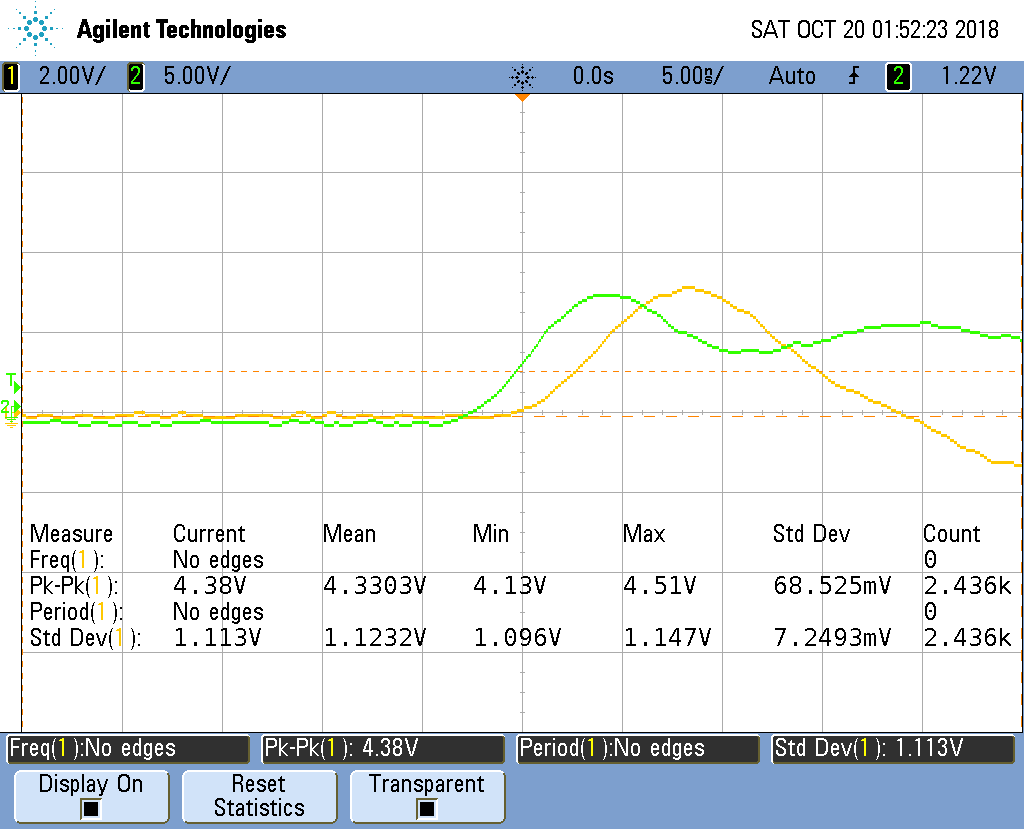 Agilent Technologies SAT OCT 20 01:52:23 2018
1 2.00V/ 2 5.00V/ 0.0s 5.00ns/ Auto 2 1.22V
T
2
Measure Current Mean Min Max Std Dev Count
Freq(1): No edges 0
Pk-Pk(1): 4.38V 4.3303V 4.13V 4.51V 68.525mV 2.436k
Period(1): No edges 0
Std Dev(1): 1.113V 1.1232V 1.096V 1.147V 7.2493mV 2.436k
Freq(1):No edges Pk-Pk(1): 4.38V Period(1):No edges Std Dev(1): 1.113V
Display On Reset Transparent
Statistics